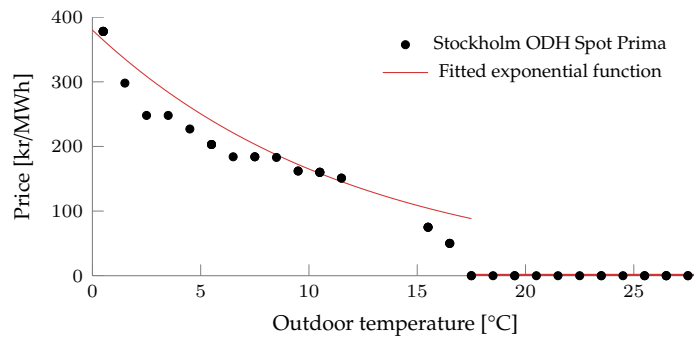 400
300
200
100
0
Price [kr/MWh]
Stockholm ODH Spot Prima
Fitted exponential function
0 5 10 15 20 25
Outdoor temperature [°C]